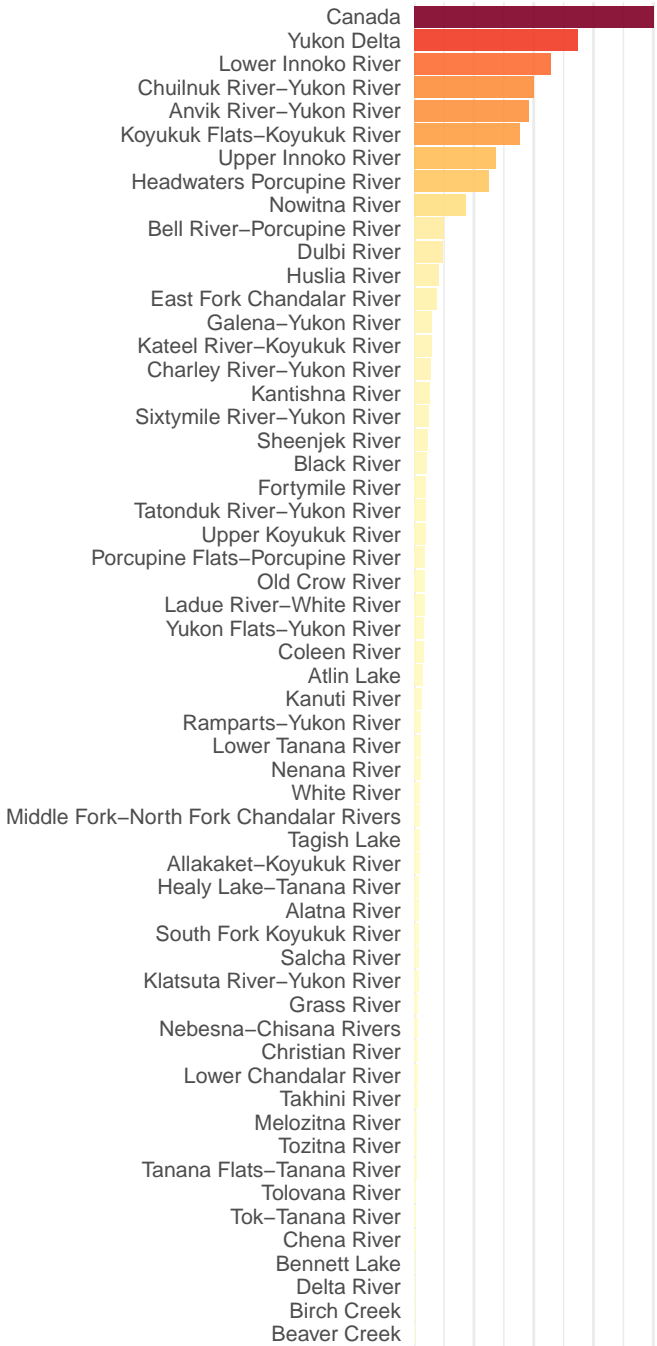 Canada
Yukon Delta
Lower Innoko River
Chuilnuk River−Yukon River
Anvik River−Yukon River
Koyukuk Flats−Koyukuk River
Upper Innoko River
Headwaters Porcupine River
Nowitna River
Bell River−Porcupine River
Dulbi River
Huslia River
East Fork Chandalar River
Galena−Yukon River
Kateel River−Koyukuk River
Charley River−Yukon River
Kantishna River
Sixtymile River−Yukon River
Sheenjek River
Black River
Fortymile River
Tatonduk River−Yukon River
Upper Koyukuk River
Porcupine Flats−Porcupine River
Old Crow River
Ladue River−White River
Yukon Flats−Yukon River
Coleen River
Atlin Lake
Kanuti River
Ramparts−Yukon River
Lower Tanana River
Nenana River
White River
Middle Fork−North Fork Chandalar Rivers
Tagish Lake
Allakaket−Koyukuk River
Healy Lake−Tanana River
Alatna River
South Fork Koyukuk River
Salcha River
Klatsuta River−Yukon River
Grass River
Nebesna−Chisana Rivers
Christian River
Lower Chandalar River
Takhini River
Melozitna River
Tozitna River
Tanana Flats−Tanana River
Tolovana River
Tok−Tanana River
Chena River
Bennett Lake
Delta River
Birch Creek
Beaver Creek